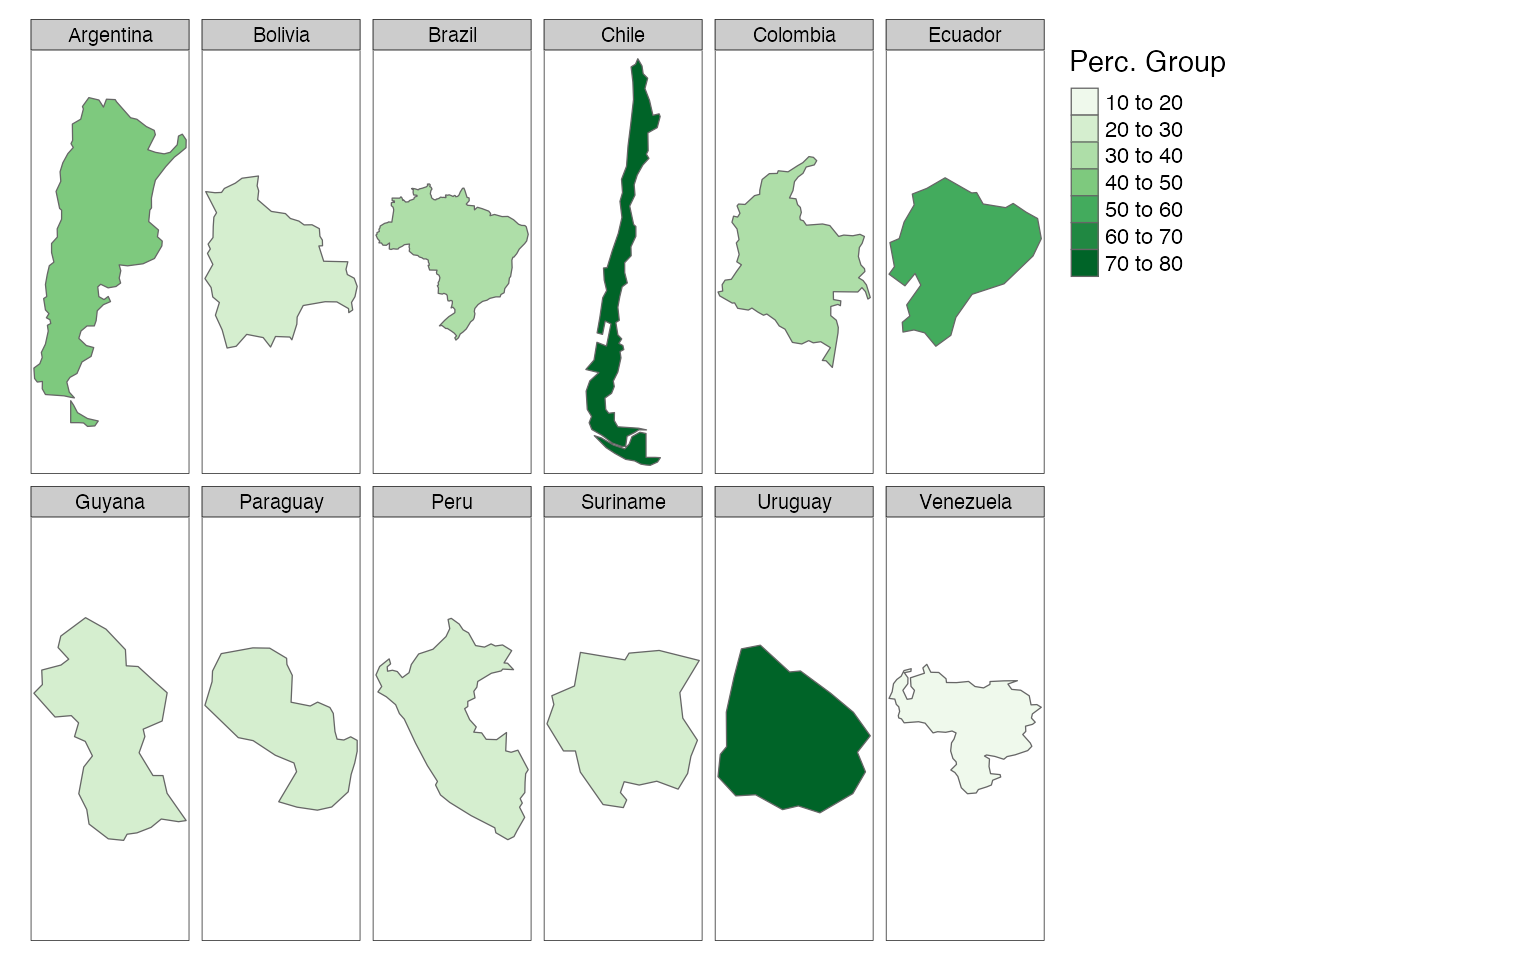 Argentina
Bolivia
Brazil
Chile
Colombia
Ecuador
Perc. Group
10 to 20
20 to 30
30 to 40
40 to 50
50 to 60
60 to 70
70 to 80
Guyana
Paraguay
Peru
Suriname
Uruguay
Venezuela